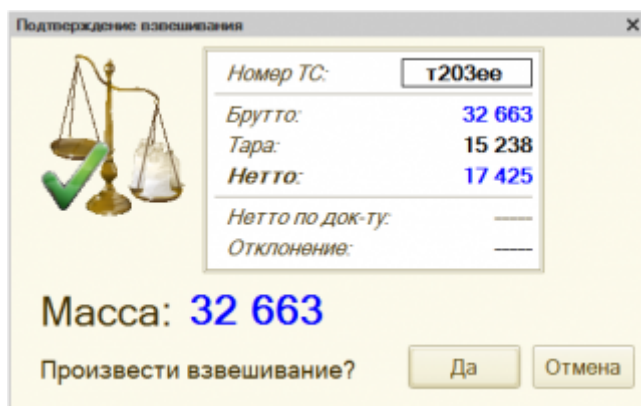 Подтверждение взвешивания
Номер ТС: т203ее
Брутто: 32 663
Тара: 15 238
Нетто: 17 425
Нетто по док-ту: -----
Отклонение: -----
Масса: 32 663
Произвести взвешивание? Да Отмена